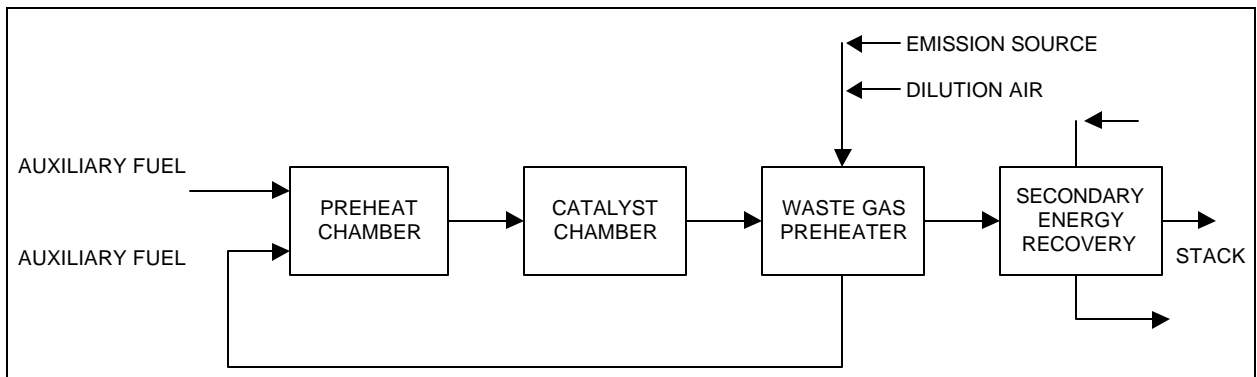 EMISSION SOURCE
DILUTION AIR
AUXILIARY FUEL
AUXILIARY FUEL
PREHEAT
CHAMBER
CATALYST
CHAMBER
WASTE GAS
PREHEATER
SECONDARY
ENERGY
RECOVERY
STACK